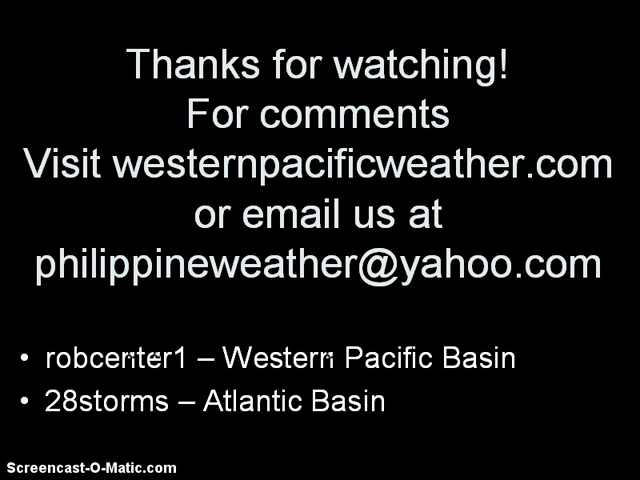 Thanks for watching!
For comments
Visit westernpacificweather.com
or email us at
philippineweather@yahoo.com
• robcenter1 – Western Pacific Basin
• 28storms – Atlantic Basin
Screencast-O-Matic.com